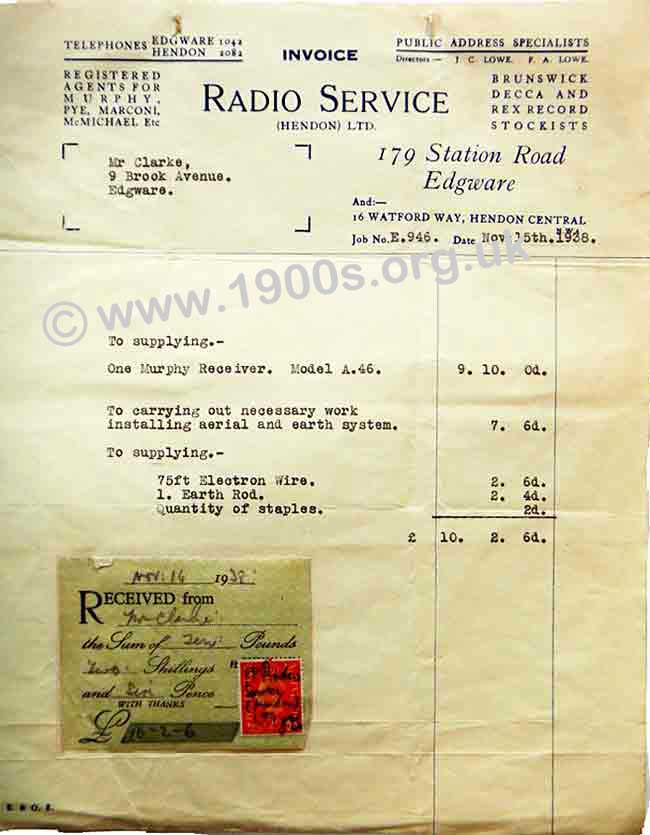 TELEPHONES EDGWARE 1042
HENDON 2082
INVOICE
PUBLIC ADDRESS SPECIALISTS
Directors — J. C. LOWE. F. A. LOWE.
REGISTERED
AGENTS FOR
MURPHY,
PYE, MARCONI,
McMICHAEL Etc
RADIO SERVICE
(HENDON) LTD.
BRUNSWICK
DECCA AND
REX RECORD
STOCKISTS
Mr Clarke,
9 Brook Avenue.
Edgware.
179 Station Road
Edgware
And:—
16 WATFORD WAY, HENDON CENTRAL
N.W.4
Job No. E.946. Date Nov 15th. 1938.
© www.1900s.org.uk
To supplying.-
One Murphy Receiver. Model A.46. 9. 10. 0d.
To carrying out necessary work
installing aerial and earth system. 7. 6d.
To supplying.-
75ft Electron Wire. 2. 6d.
1. Earth Rod. 2. 4d.
Quantity of staples. 2d.
£ 10. 2. 6d.
Nov. 16 1938
RECEIVED from
Mr Clarke
the Sum of Ten Pounds
Two Shillings
and Six Pence
WITH THANKS
£ 10-2-6
E. & O. E.